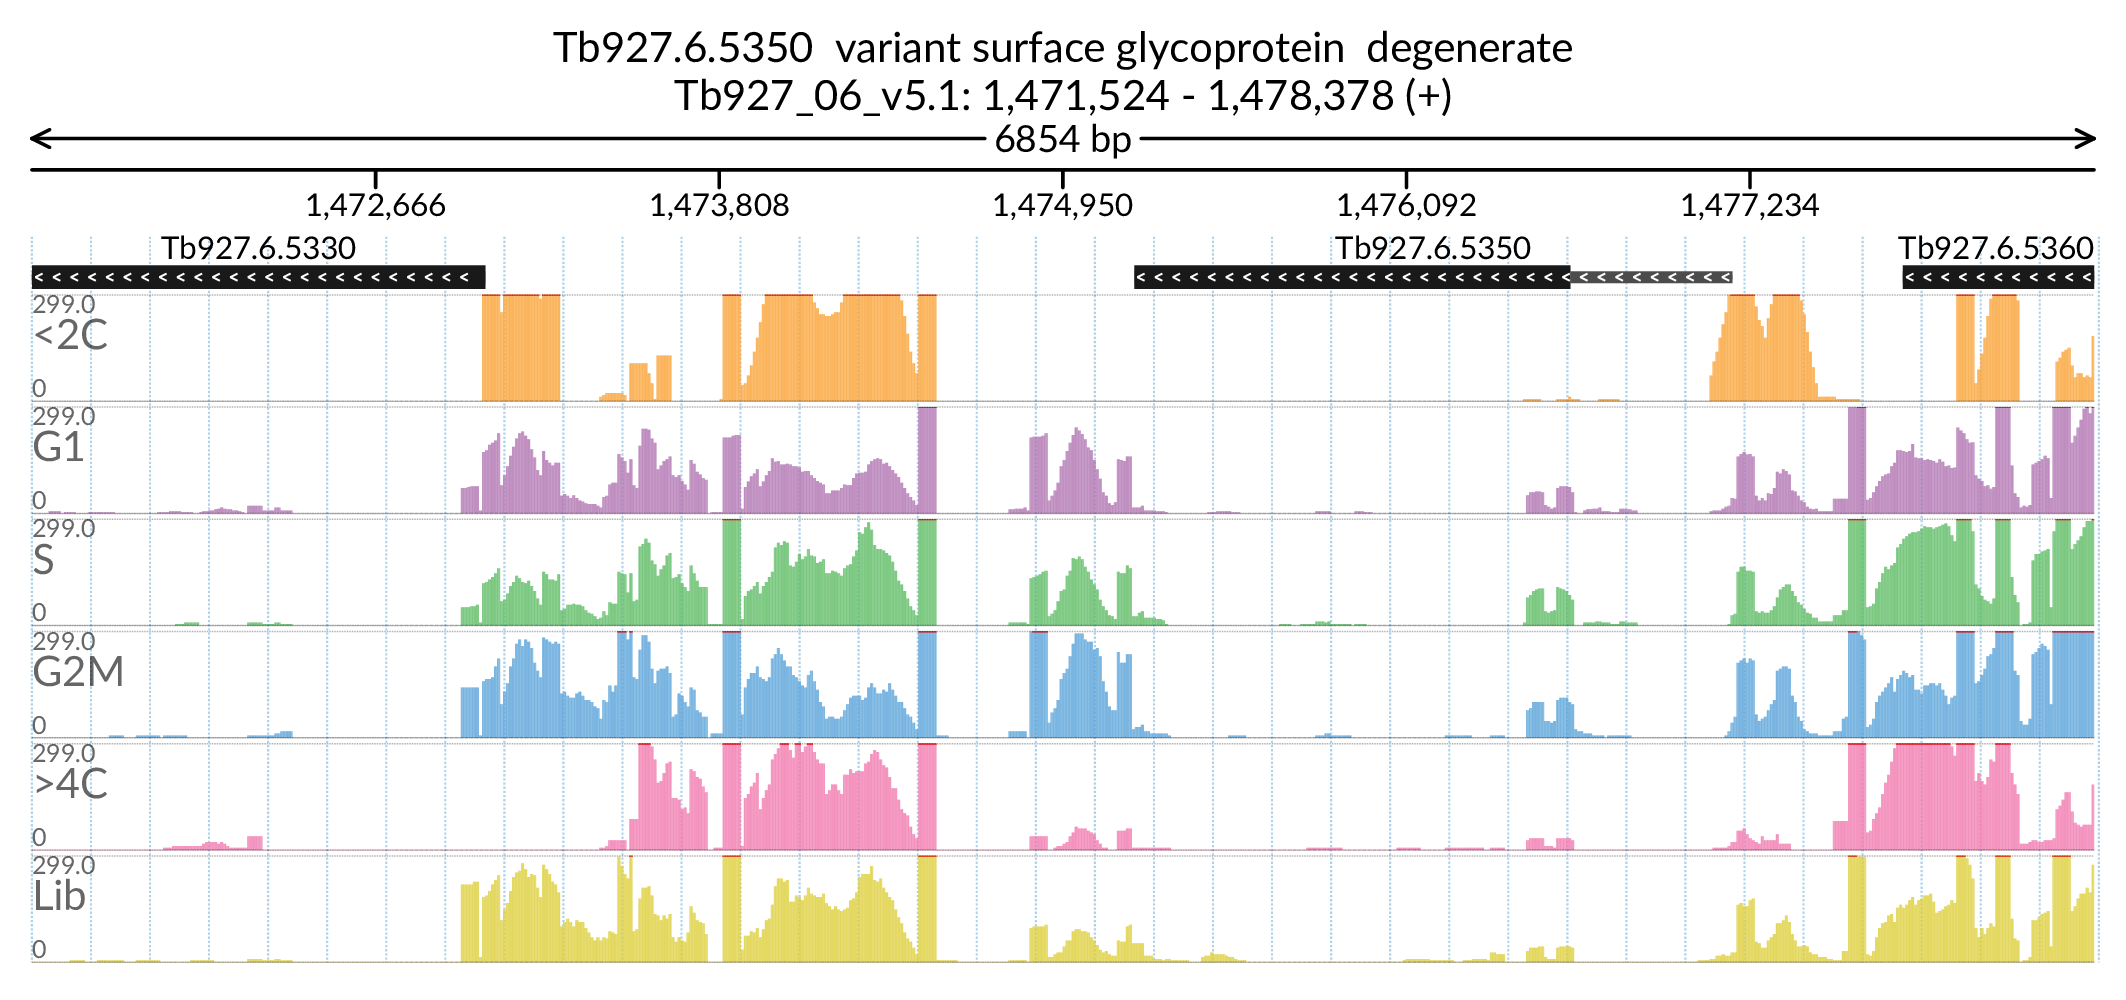 Tb927.6.5350  variant surface glycoprotein  degenerate
Tb927_06_v5.1: 1,471,524 - 1,478,378 (+)
6854 bp
1,472,666 1,473,808 1,474,950 1,476,092 1,477,234
Tb927.6.5330 Tb927.6.5350 Tb927.6.5360
299.0
<2C
0
299.0
G1
0
299.0
S
0
299.0
G2M
0
299.0
>4C
0
299.0
Lib
0